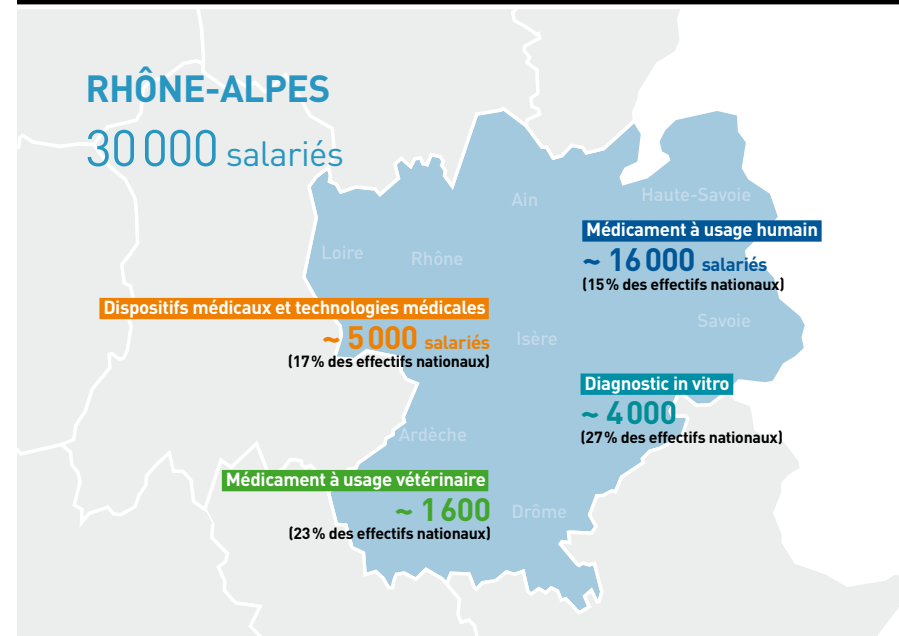 RHÔNE-ALPES
30 000 salariés
Ain
Haute-Savoie
Médicament à usage humain
~ 16 000 salariés
(15% des effectifs nationaux)
Loire
Rhône
Dispositifs médicaux et technologies médicales
~ 5 000 salariés
(17% des effectifs nationaux)
Savoie
Isère
Diagnostic in vitro
~ 4 000
(27% des effectifs nationaux)
Ardèche
Médicament à usage vétérinaire
~ 1 600
(23% des effectifs nationaux)
Drôme